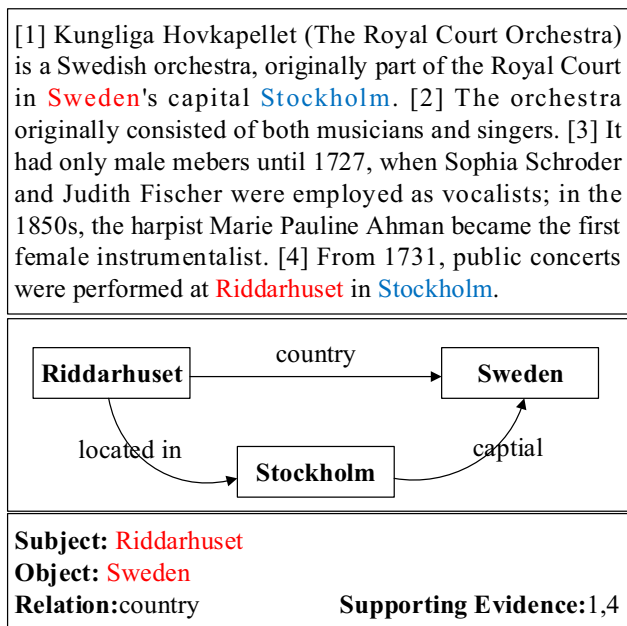 [1] Kungliga Hovkapellet (The Royal Court Orchestra)
is a Swedish orchestra, originally part of the Royal Court
in Sweden's capital Stockholm. [2] The orchestra
originally consisted of both musicians and singers. [3] It
had only male mebers until 1727, when Sophia Schroder
and Judith Fischer were employed as vocalists; in the
1850s, the harpist Marie Pauline Ahman became the first
female instrumentalist. [4] From 1731, public concerts
were performed at Riddarhuset in Stockholm.
country
Riddarhuset
Sweden
located in
captial
Stockholm
Subject: Riddarhuset
Object: Sweden
Relation:country Supporting Evidence:1,4